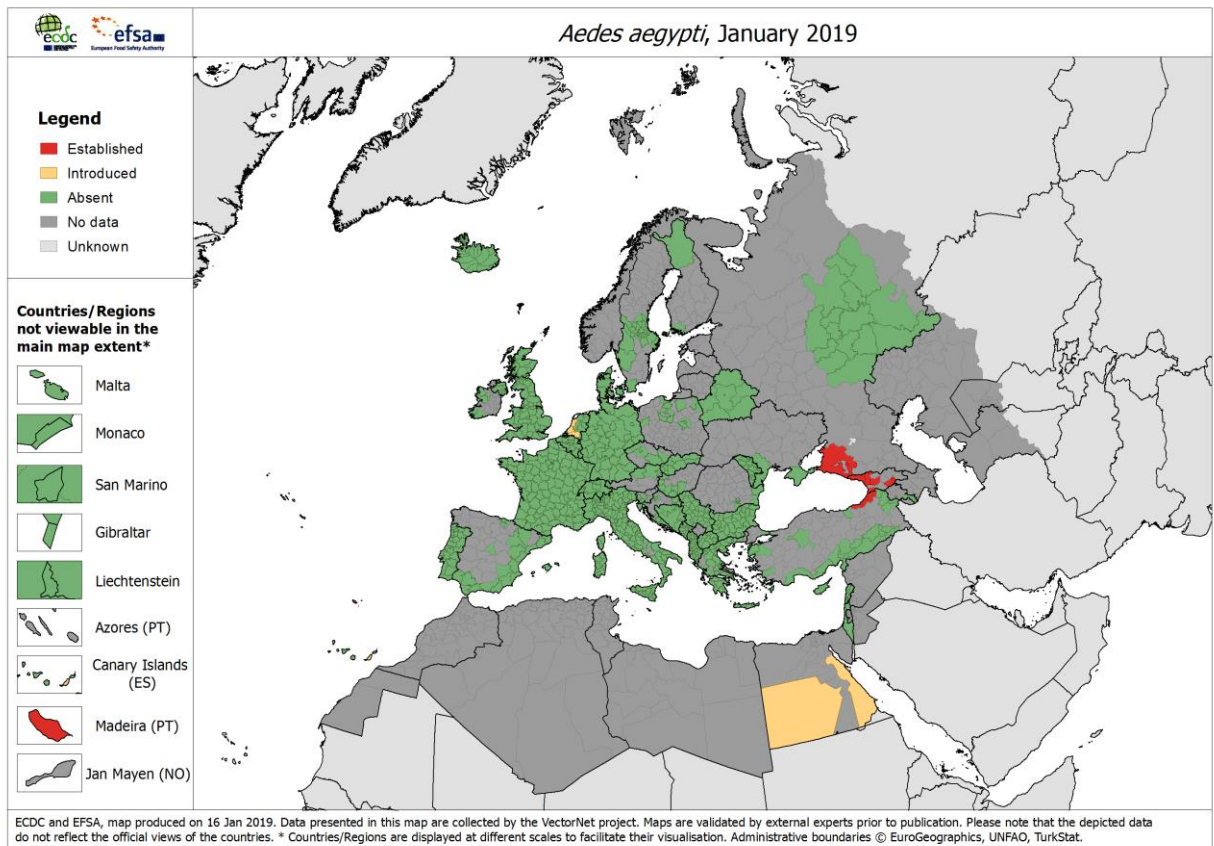 ecdc
efsa
European Food Safety Authority
Aedes aegypti, January 2019
Legend
Established
Introduced
Absent
No data
Unknown
Countries/Regions
not viewable in the
main map extent*
Malta
Monaco
San Marino
Gibraltar
Liechtenstein
Azores (PT)
Canary Islands
(ES)
Madeira (PT)
Jan Mayen (NO)
ECDC and EFSA, map produced on 16 Jan 2019. Data presented in this map are collected by the VectorNet project. Maps are validated by external experts prior to publication. Please note that the depicted data
do not reflect the official views of the countries. * Countries/Regions are displayed at different scales to facilitate their visualisation. Administrative boundaries © EuroGeographics, UNFAO, TurkStat.